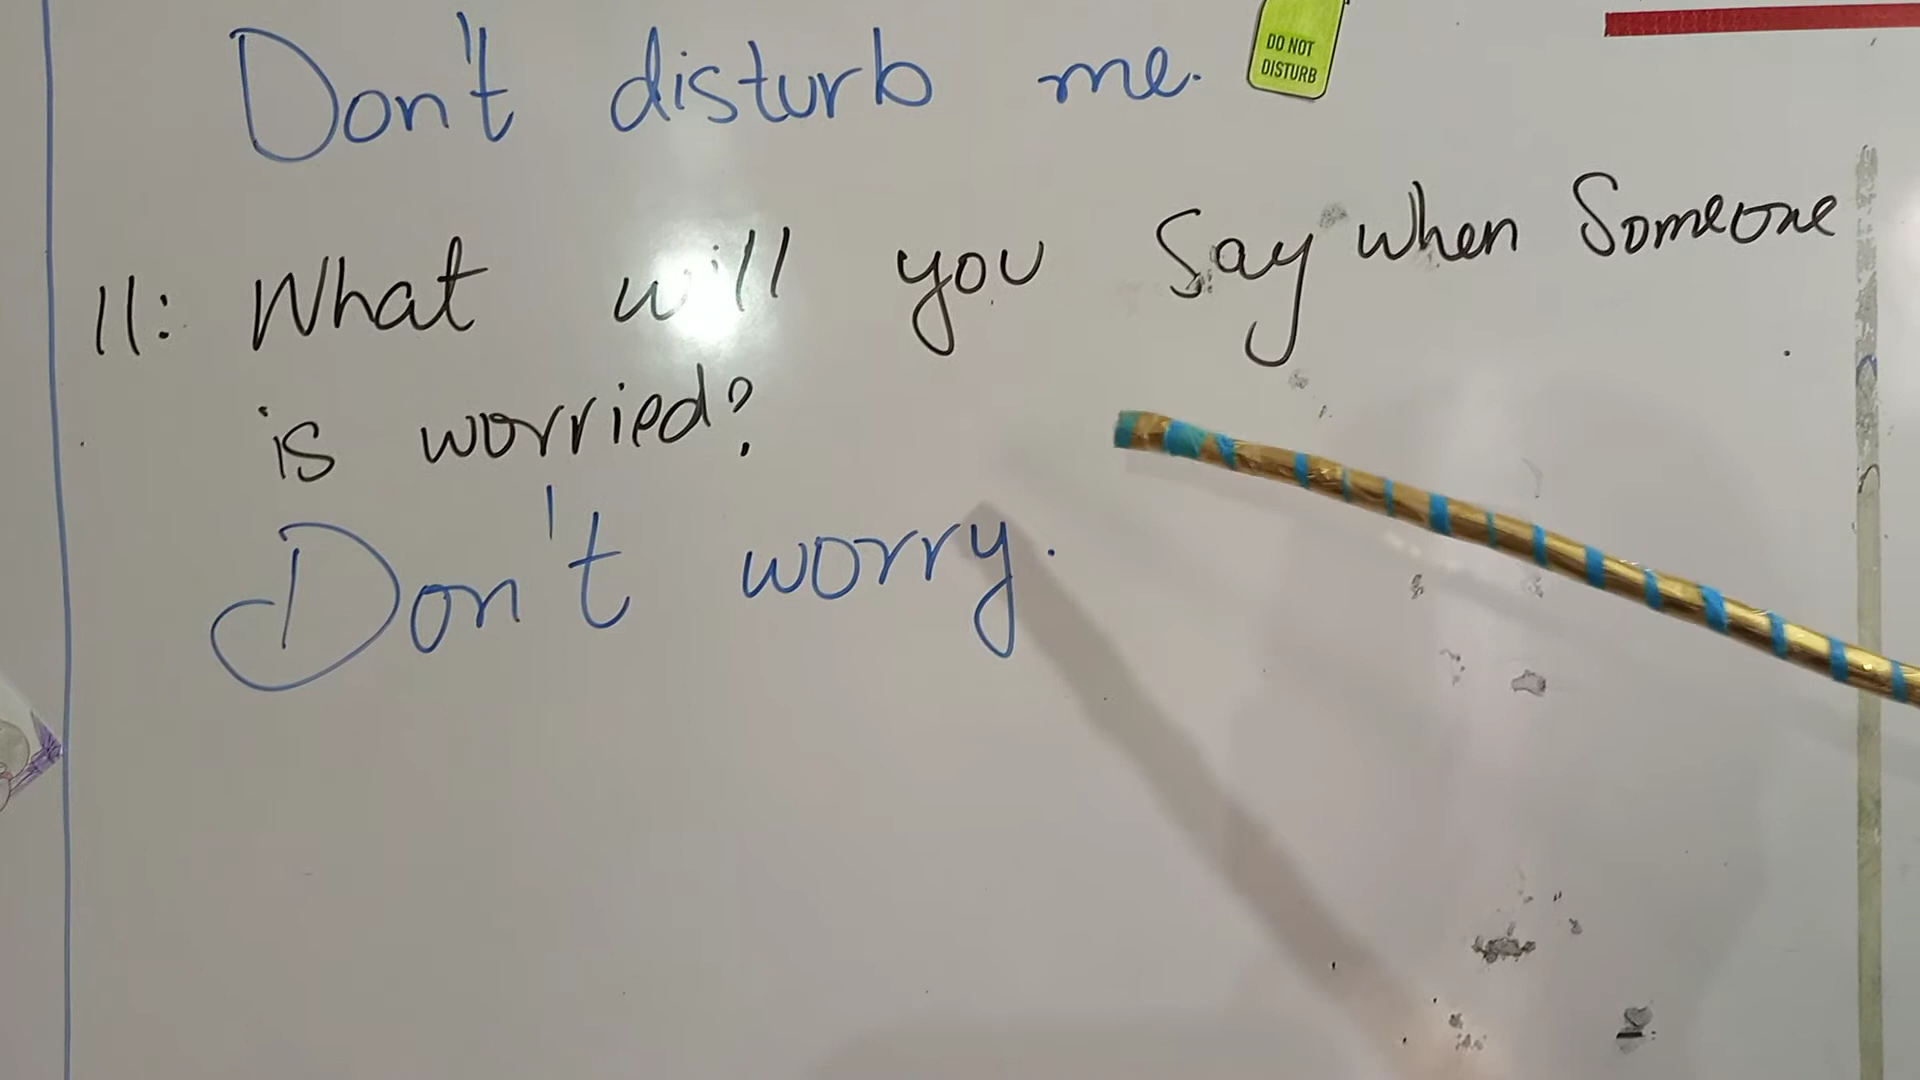 Don't disturb me.
DO NOT
DISTURB
11: What will you say when Someone
is worried?
Don't worry.